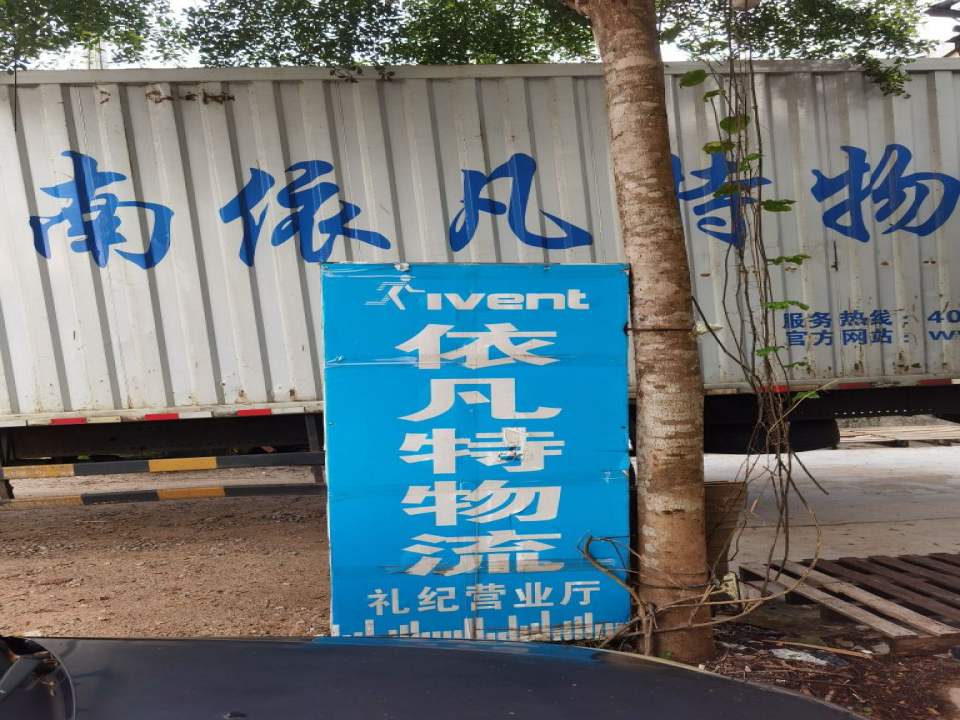 南依凡特物
服务热线：40
官方网站：W
ivent
依
凡
特
物
流
礼纪营业厅